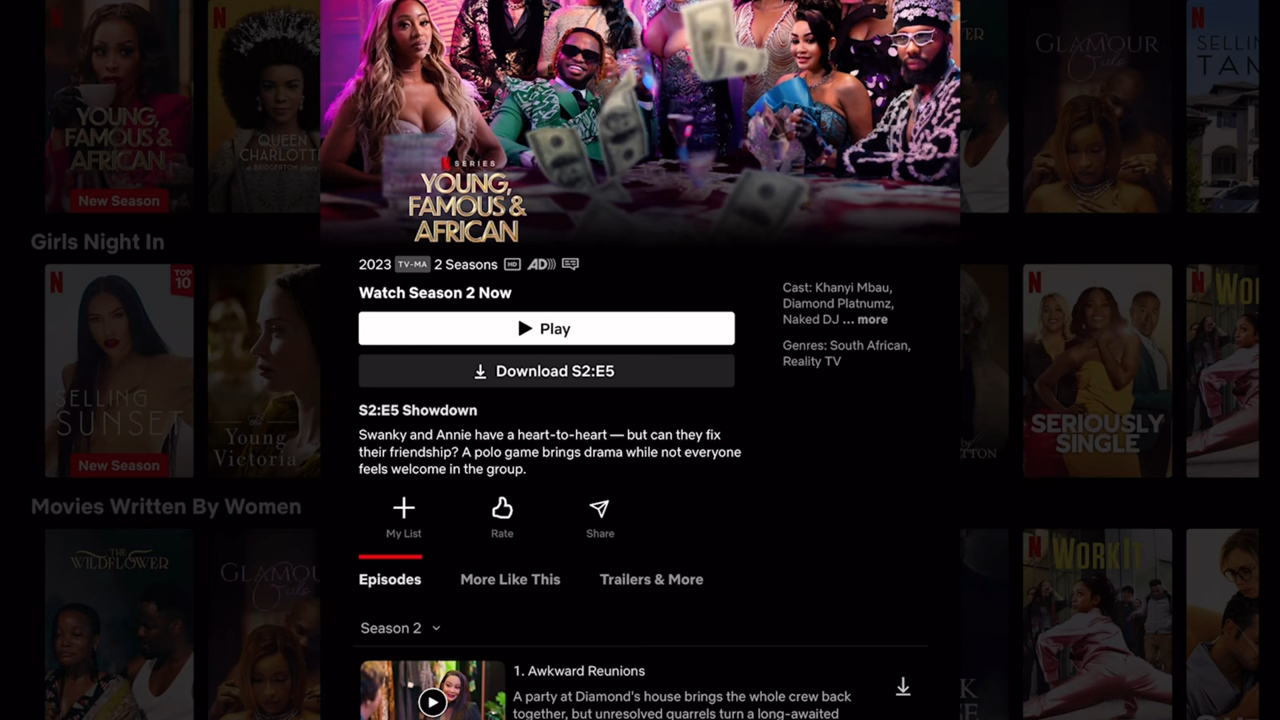 YOUNG,
FAMOUS &
AFRICAN
New Season
QUEEN
CHARLOTTE
GLAMOUR
Girls
SELLIN
TAN
SERIES
YOUNG,
FAMOUS &
AFRICAN
2023 TV-MA 2 Seasons HD AD
Watch Season 2 Now
Play
Download S2:E5
Cast: Khanyi Mbau,
Diamond Platnumz,
Naked DJ ... more
Genres: South African,
Reality TV
S2:E5 Showdown
Swanky and Annie have a heart-to-heart — but can they fix
their friendship? A polo game brings drama while not everyone
feels welcome in the group.
My List
Rate
Share
Episodes
More Like This
Trailers & More
Season 2
1. Awkward Reunions
A party at Diamond's house brings the whole crew back
together, but unresolved quarrels turn a long-awaited
Girls Night In
TOP
10
SELLING
SUNSET
New Season
The
Young
Victoria
SERIOUSLY
SINGLE
WO
Movies Written By Women
THE
WILDFLOWER
GLAMOU
WORK IT